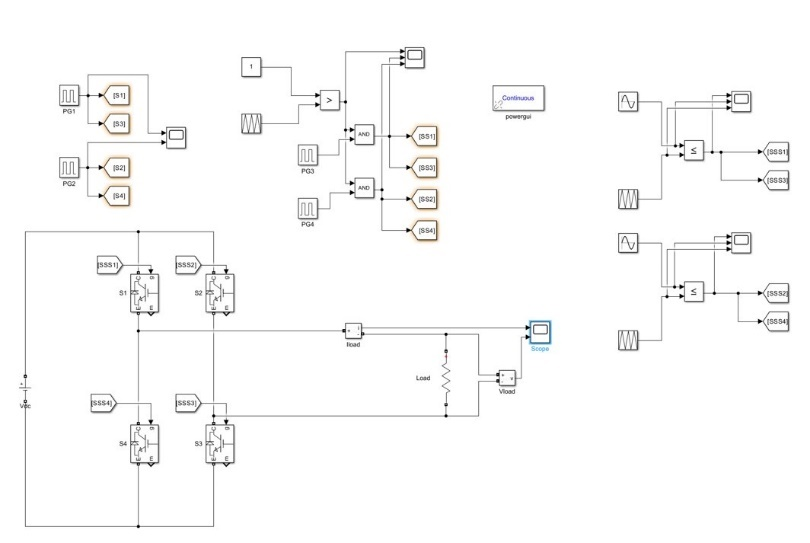 PG1
[S1]
[S3]
PG2
[S2]
[S4]
1
>
AND
PG3
AND
PG4
[SS1]
[SS3]
[SS2]
[SS4]
Continuous
powergui
≤
[SSS1]
[SSS3]
≤
[SSS2]
[SSS4]
[SSS1]
g
C
S1
E
m
[SSS2]
g
C
S2
E
m
Iload
+
i
-
Scope
Load
+
-
v
Vload
+
Vdc
[SSS4]
g
C
S4
E
m
[SSS3]
g
C
S3
E
m